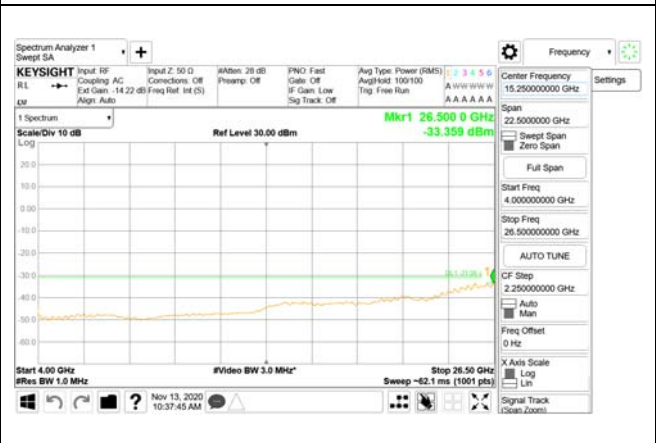 Spectrum Analyzer 1
Swept SA
Frequency
KEYSIGHT
RL
LM
Input: RF
Coupling: AC
Ext Gain: -14.22 dB
Align: Auto
Input Z: 50 Ω
Corrections: Off
Freq Ref: Int (S)
#Atten: 28 dB
Preamp: Off
PNO: Fast
Gate: Off
IF Gain: Low
Sig Track: Off
Avg Type: Power (RMS)
Avg|Hold: 100/100
Trig: Free Run
1 2 3 4 5 6
A W W W W W
A A A A A A
1 Spectrum
Scale/Div 10 dB
Log
Ref Level 30.00 dBm
Mkr1 26.500 0 GHz
-33.359 dBm
20.0
10.0
0.00
-10.0
-20.0
-30.0
-40.0
-50.0
-60.0
1
Start 4.00 GHz
#Res BW 1.0 MHz
#Video BW 3.0 MHz*
Stop 26.50 GHz
Sweep ~62.1 ms (1001 pts)
Nov 13, 2020
10:37:45 AM
Center Frequency
15.250000000 GHz
Settings
Span
22.5000000 GHz
Swept Span
Zero Span
Full Span
Start Freq
4.000000000 GHz
Stop Freq
26.500000000 GHz
AUTO TUNE
CF Step
2.250000000 GHz
Auto
Man
Freq Offset
0 Hz
X Axis Scale
Log
Lin
Signal Track
(Span Zoom)